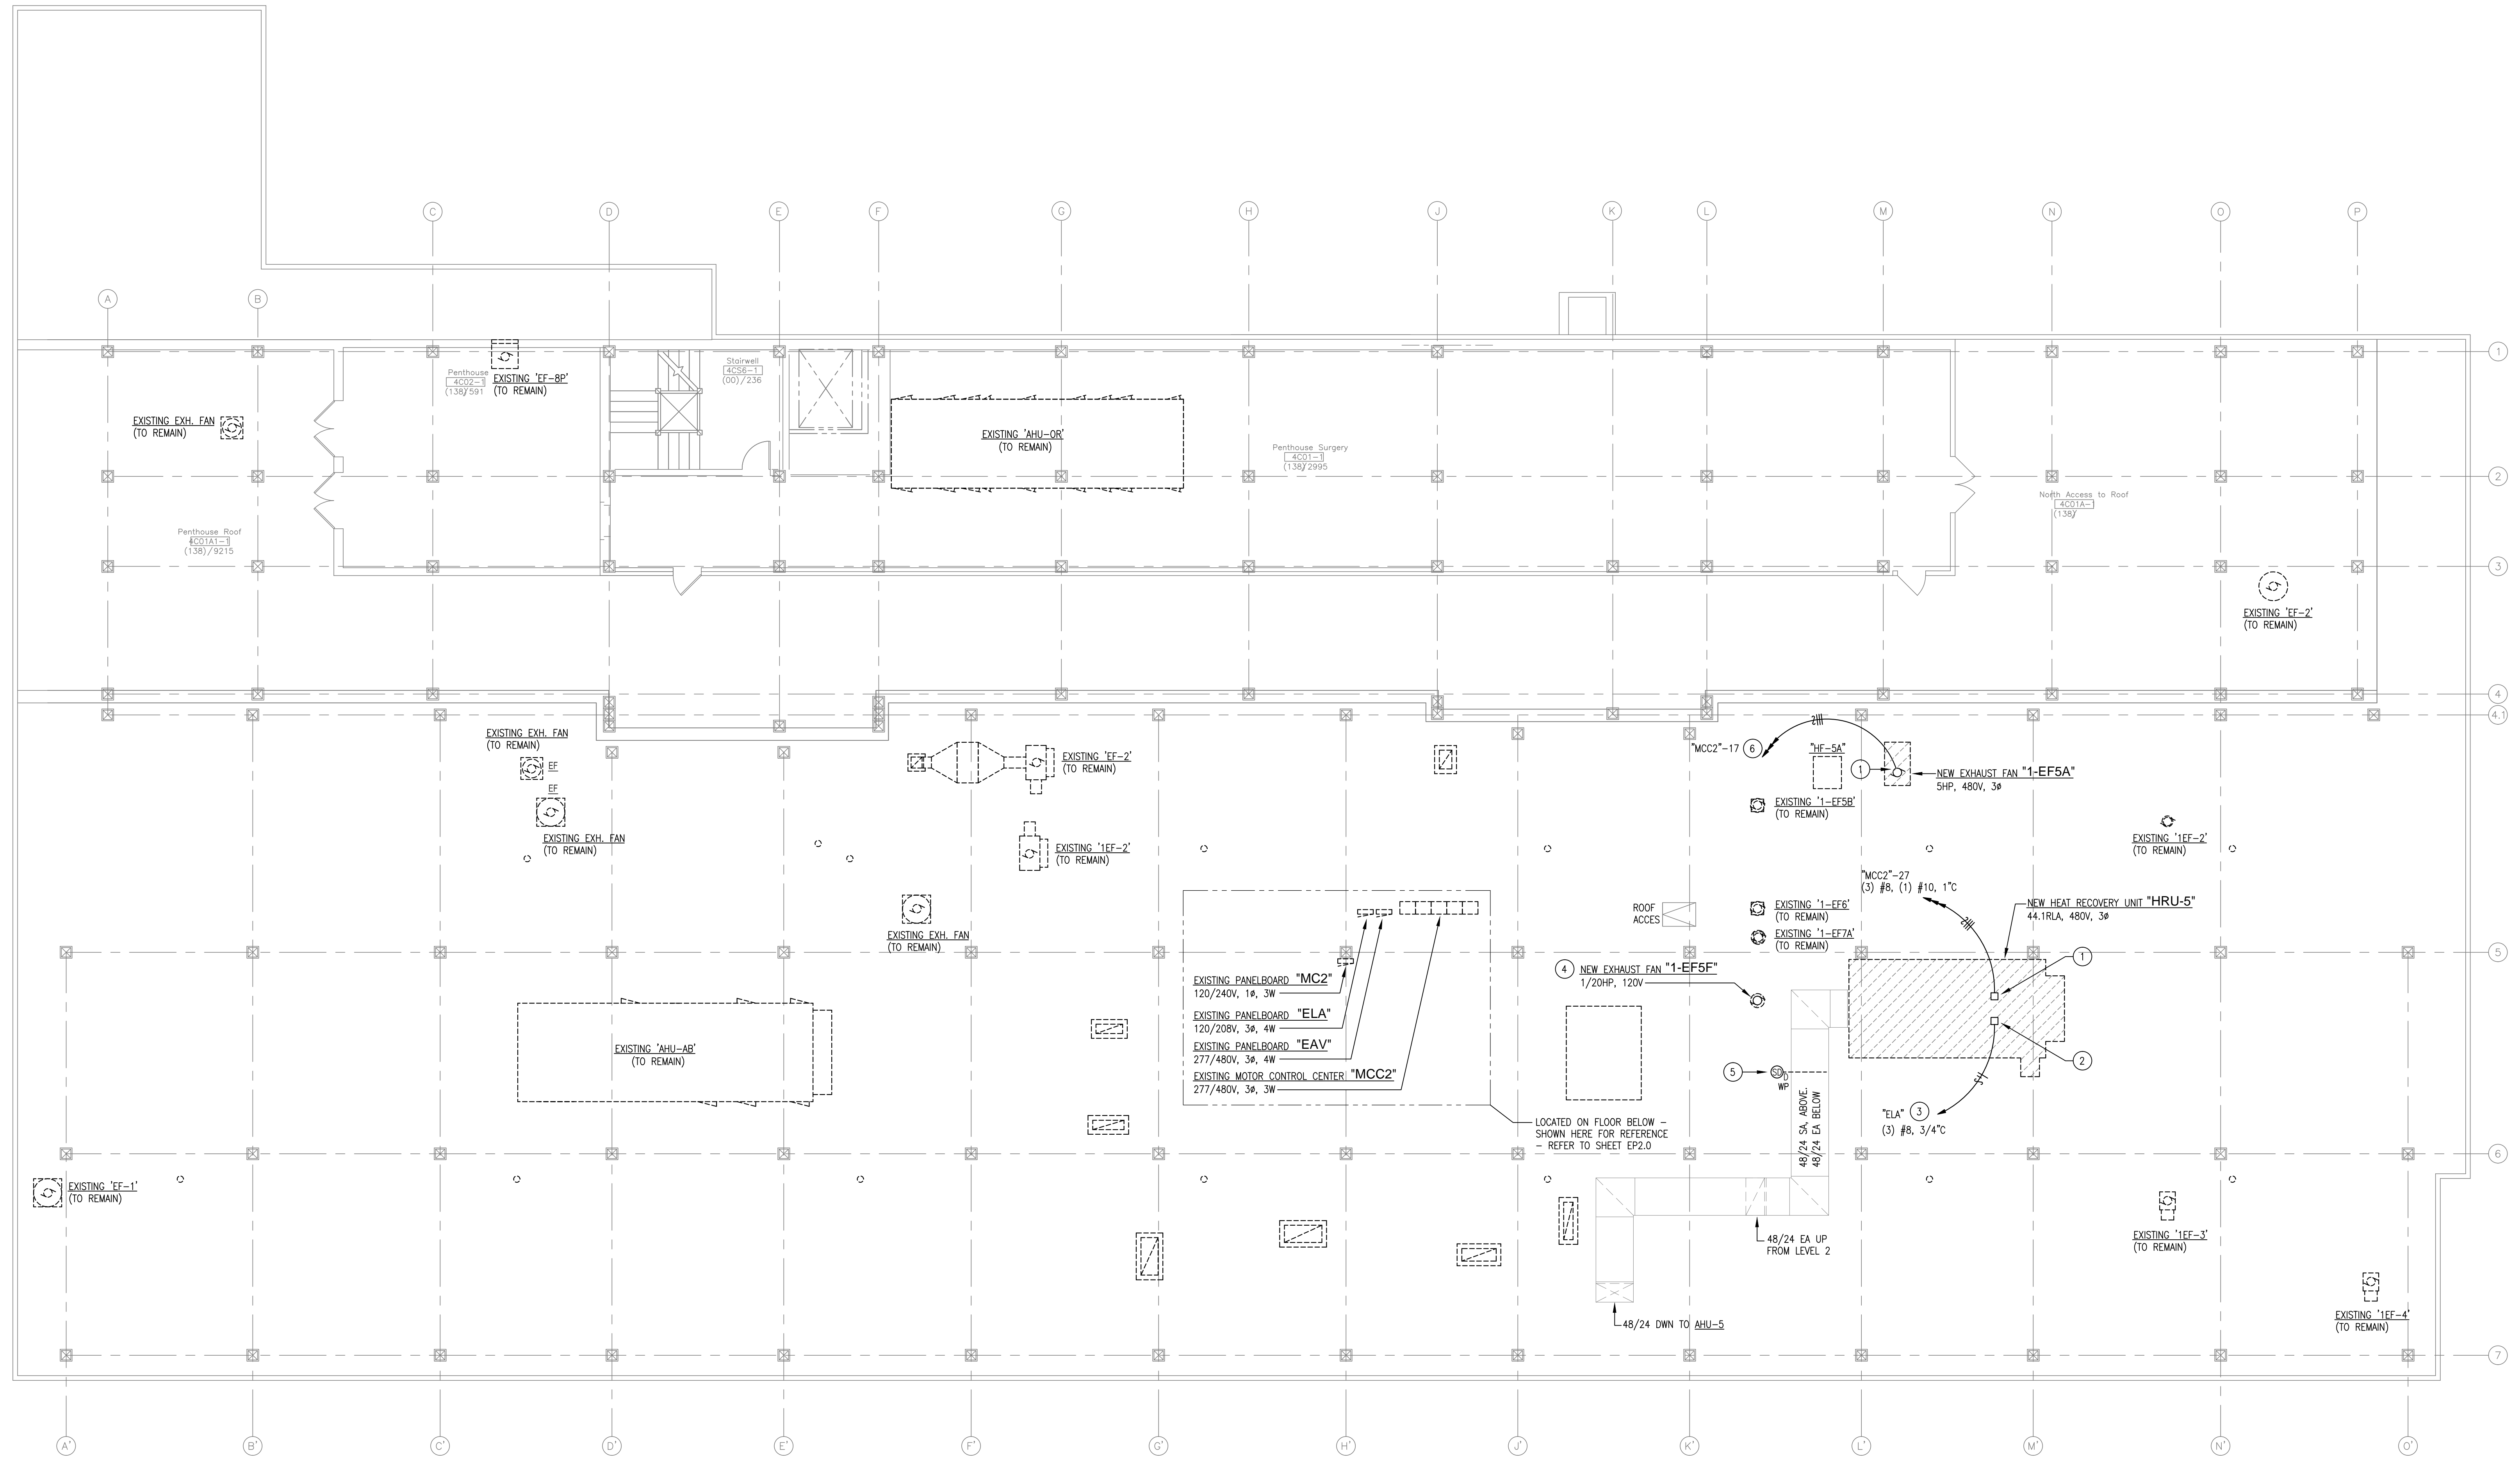 C
D
E
F
G
H
J
K
L
M
N
O
P
A
B
1
2
3
4
4.1
5
6
7
Penthouse
4C02-1
(138)/591
EXISTING 'EF-8P'
(TO REMAIN)
Stairwell
4CS6-1
(00)/236
EXISTING EXH. FAN
(TO REMAIN)
EXISTING 'AHU-OR'
(TO REMAIN)
Penthouse Surgery
4C01-1
(138)/2995
North Access to Roof
4C01A-1
(138)/
Penthouse Roof
4C01A1-1
(138)/9215
EXISTING 'EF-2'
(TO REMAIN)
EXISTING EXH. FAN
(TO REMAIN)
EF
EF
EXISTING EXH. FAN
(TO REMAIN)
EXISTING 'EF-2'
(TO REMAIN)
EXISTING '1EF-2'
(TO REMAIN)
EXISTING EXH. FAN
(TO REMAIN)
"MCC2"-17
6
"HF-5A"
1
NEW EXHAUST FAN "1-EF5A"
5HP, 480V, 3ø
EXISTING '1-EF5B'
(TO REMAIN)
EXISTING '1EF-2'
(TO REMAIN)
"MCC2"-27
(3) #8, (1) #10, 1"C
ROOF
ACCES
EXISTING '1-EF6'
(TO REMAIN)
EXISTING '1-EF7A'
(TO REMAIN)
NEW HEAT RECOVERY UNIT "HRU-5"
44.1RLA, 480V, 3ø
1
2
4
NEW EXHAUST FAN "1-EF5F"
1/20HP, 120V
EXISTING PANELBOARD "MC2"
120/240V, 1ø, 3W
EXISTING PANELBOARD "ELA"
120/208V, 3ø, 4W
EXISTING PANELBOARD "EAV"
277/480V, 3ø, 4W
EXISTING MOTOR CONTROL CENTER "MCC2"
277/480V, 3ø, 3W
EXISTING 'AHU-AB'
(TO REMAIN)
5
SD
D
WP
48/24 SA, ABOVE.
48/24 EA BELOW
"ELA"
3
(3) #8, 3/4"C
LOCATED ON FLOOR BELOW -
SHOWN HERE FOR REFERENCE
- REFER TO SHEET EP2.0
EXISTING 'EF-1'
(TO REMAIN)
48/24 EA UP
FROM LEVEL 2
48/24 DWN TO AHU-5
EXISTING '1EF-3'
(TO REMAIN)
EXISTING '1EF-4'
(TO REMAIN)
A'
B'
C'
D'
E'
F'
G'
H'
J'
K'
L'
M'
N'
O'